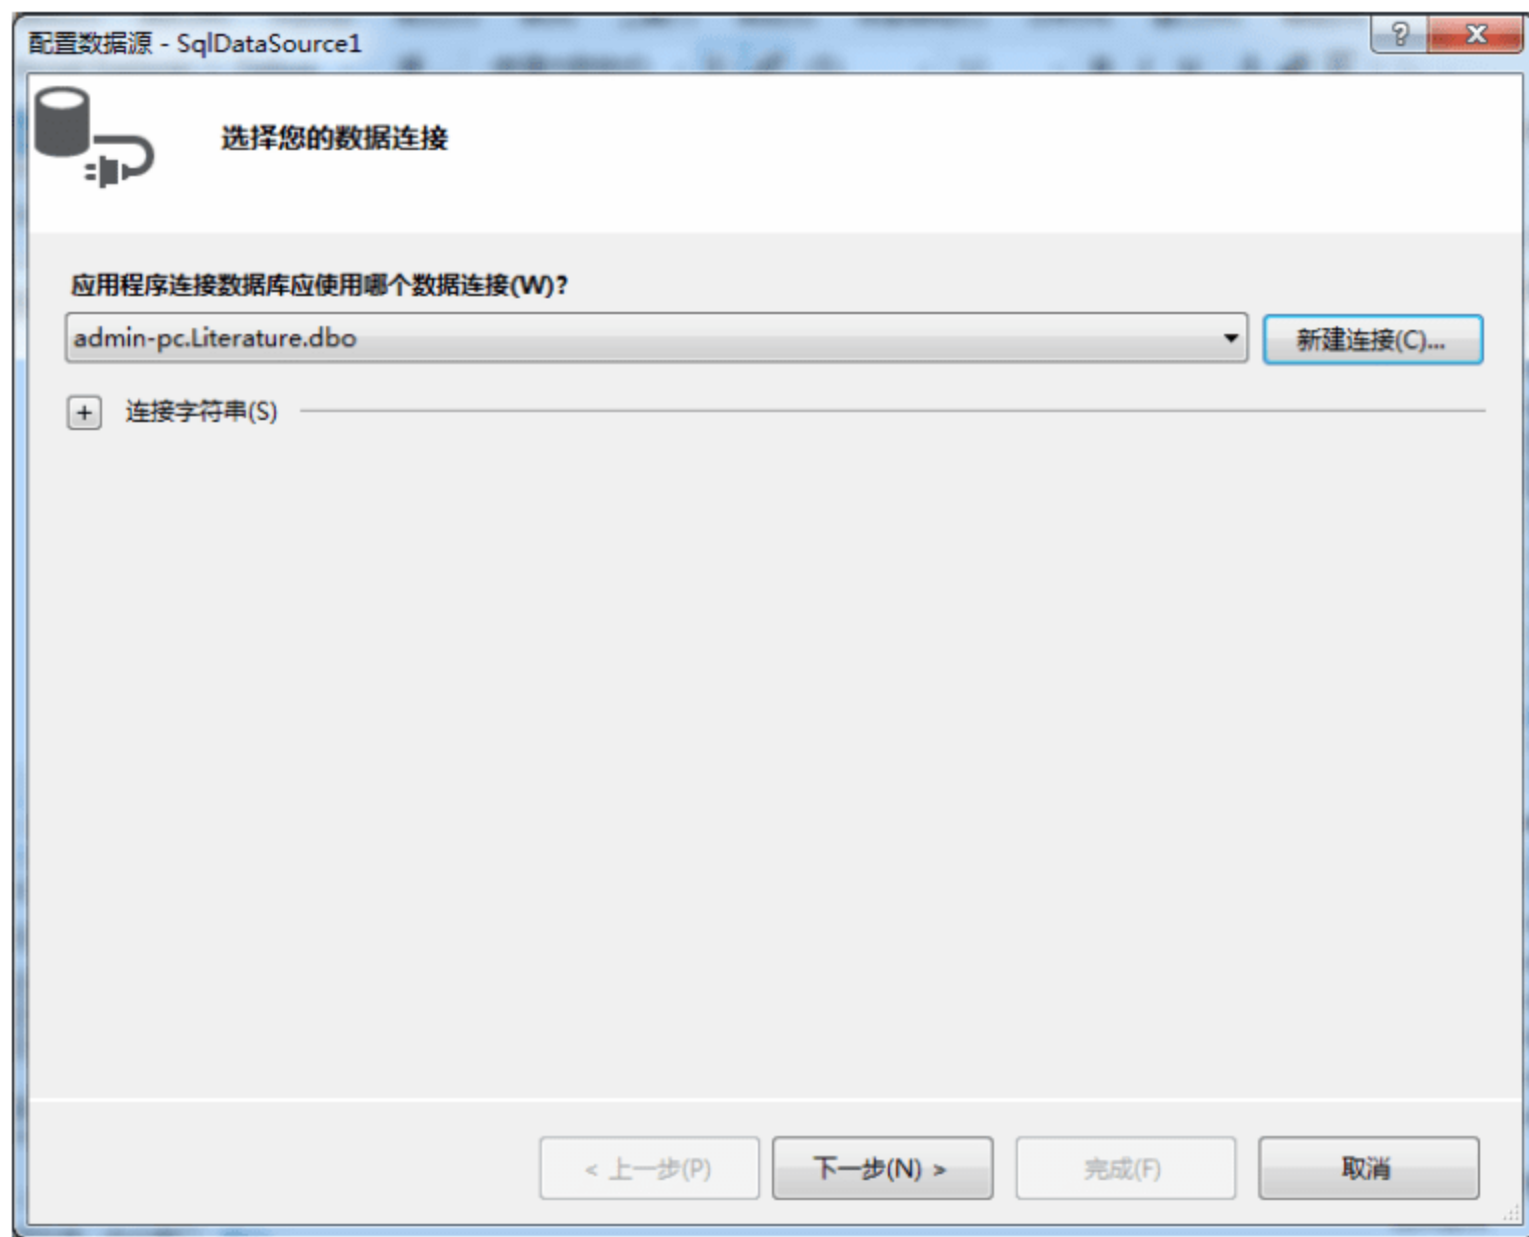 配置数据源 - SqlDataSource1
选择您的数据连接
应用程序连接数据库应使用哪个数据连接(W)?
admin-pc.Literature.dbo
新建连接(C)...
+ 连接字符串(S)
< 上一步(P) 下一步(N) > 完成(F) 取消